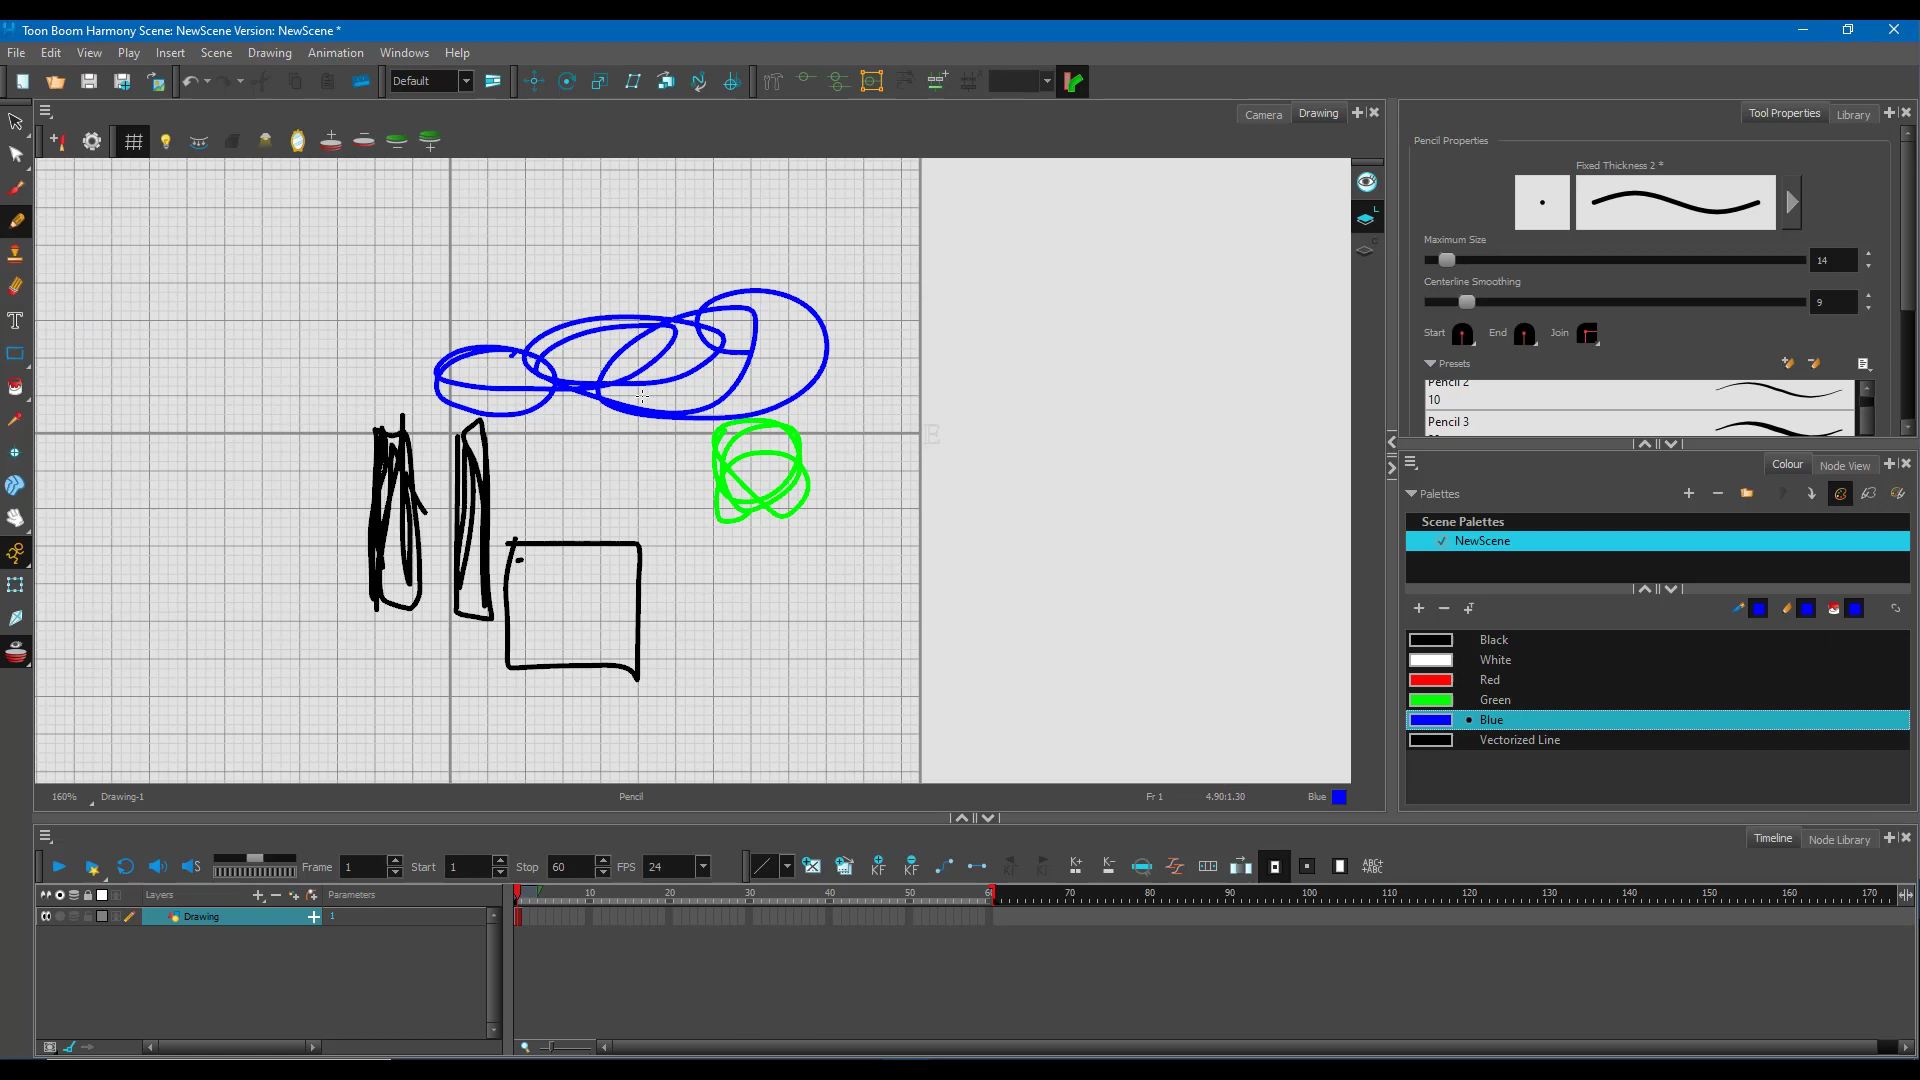 Toon Boom Harmony Scene: NewScene Version: NewScene *
File Edit View Play Insert Scene Drawing Animation Windows Help
Default
Camera Drawing
Tool Properties Library
Pencil Properties
Fixed Thickness 2 *
Maximum Size
14
Centerline Smoothing
9
Start End Join
Presets
Pencil 2
10
Pencil 3
E
Colour Node View
Palettes
Scene Palettes
NewScene
Black
White
Red
Green
Blue
Vectorized Line
160% Drawing-1 Pencil Fr 1 4.90:1.30 Blue
Timeline Node Library
Frame 1 Start 1 Stop 60 FPS 24
Layers Parameters
10 20 30 40 50 70 80 90 100 110 120 130 140 150 160 170
Drawing 1